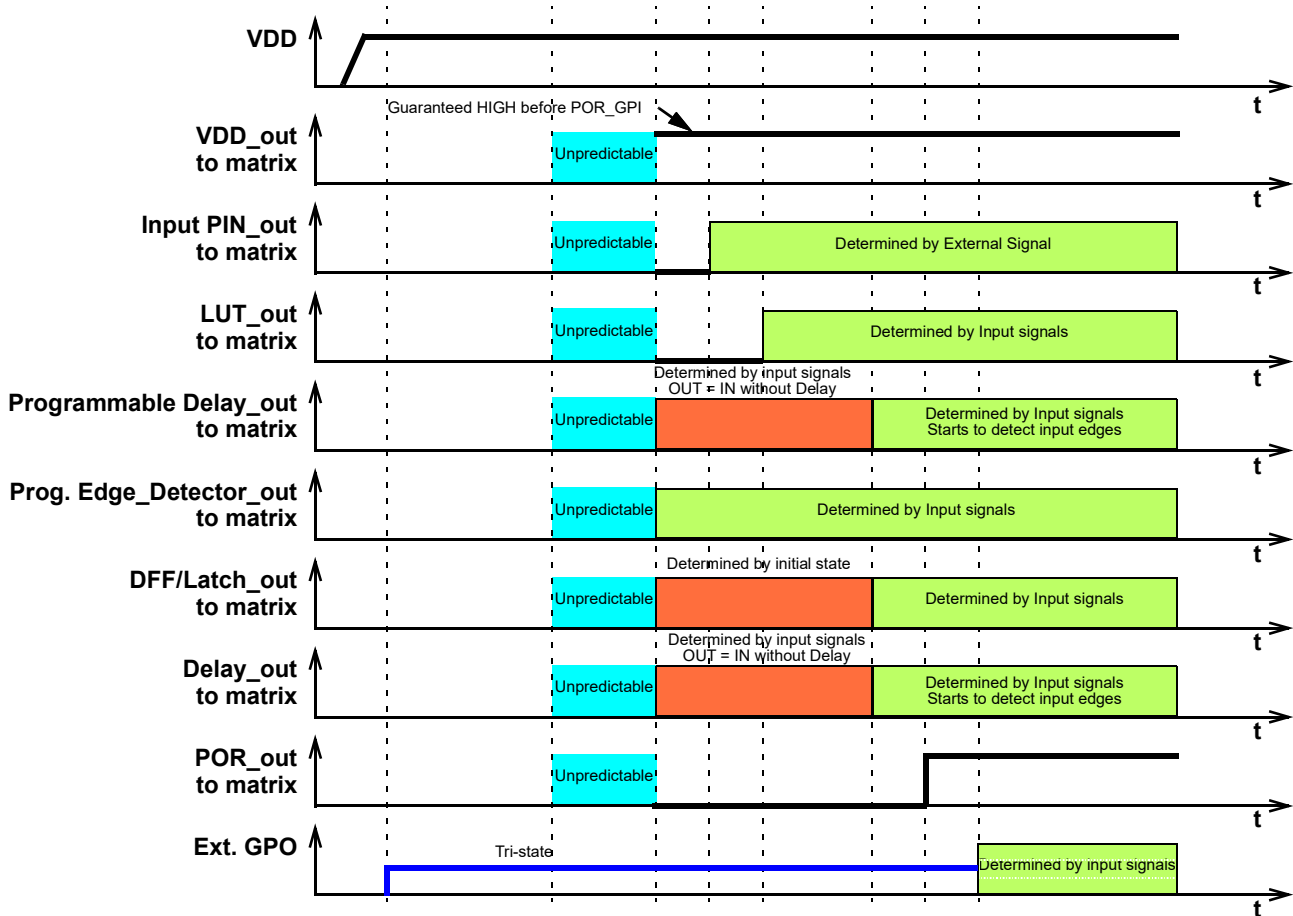 VDD
t
Guaranteed HIGH before POR_GPI
VDD_out
to matrix
Unpredictable
t
Input PIN_out
to matrix
Unpredictable
Determined by External Signal
t
LUT_out
to matrix
Unpredictable
Determined by Input signals
t
Determined by input signals
OUT = IN without Delay
Programmable Delay_out
to matrix
Unpredictable
Determined by Input signals
Starts to detect input edges
t
Prog. Edge_Detector_out
to matrix
Unpredictable
Determined by Input signals
t
Determined by initial state
DFF/Latch_out
to matrix
Unpredictable
Determined by Input signals
t
Determined by input signals
OUT = IN without Delay
Delay_out
to matrix
Unpredictable
Determined by Input signals
Starts to detect input edges
t
POR_out
to matrix
Unpredictable
t
Ext. GPO
Tri-state
Determined by input signals
t